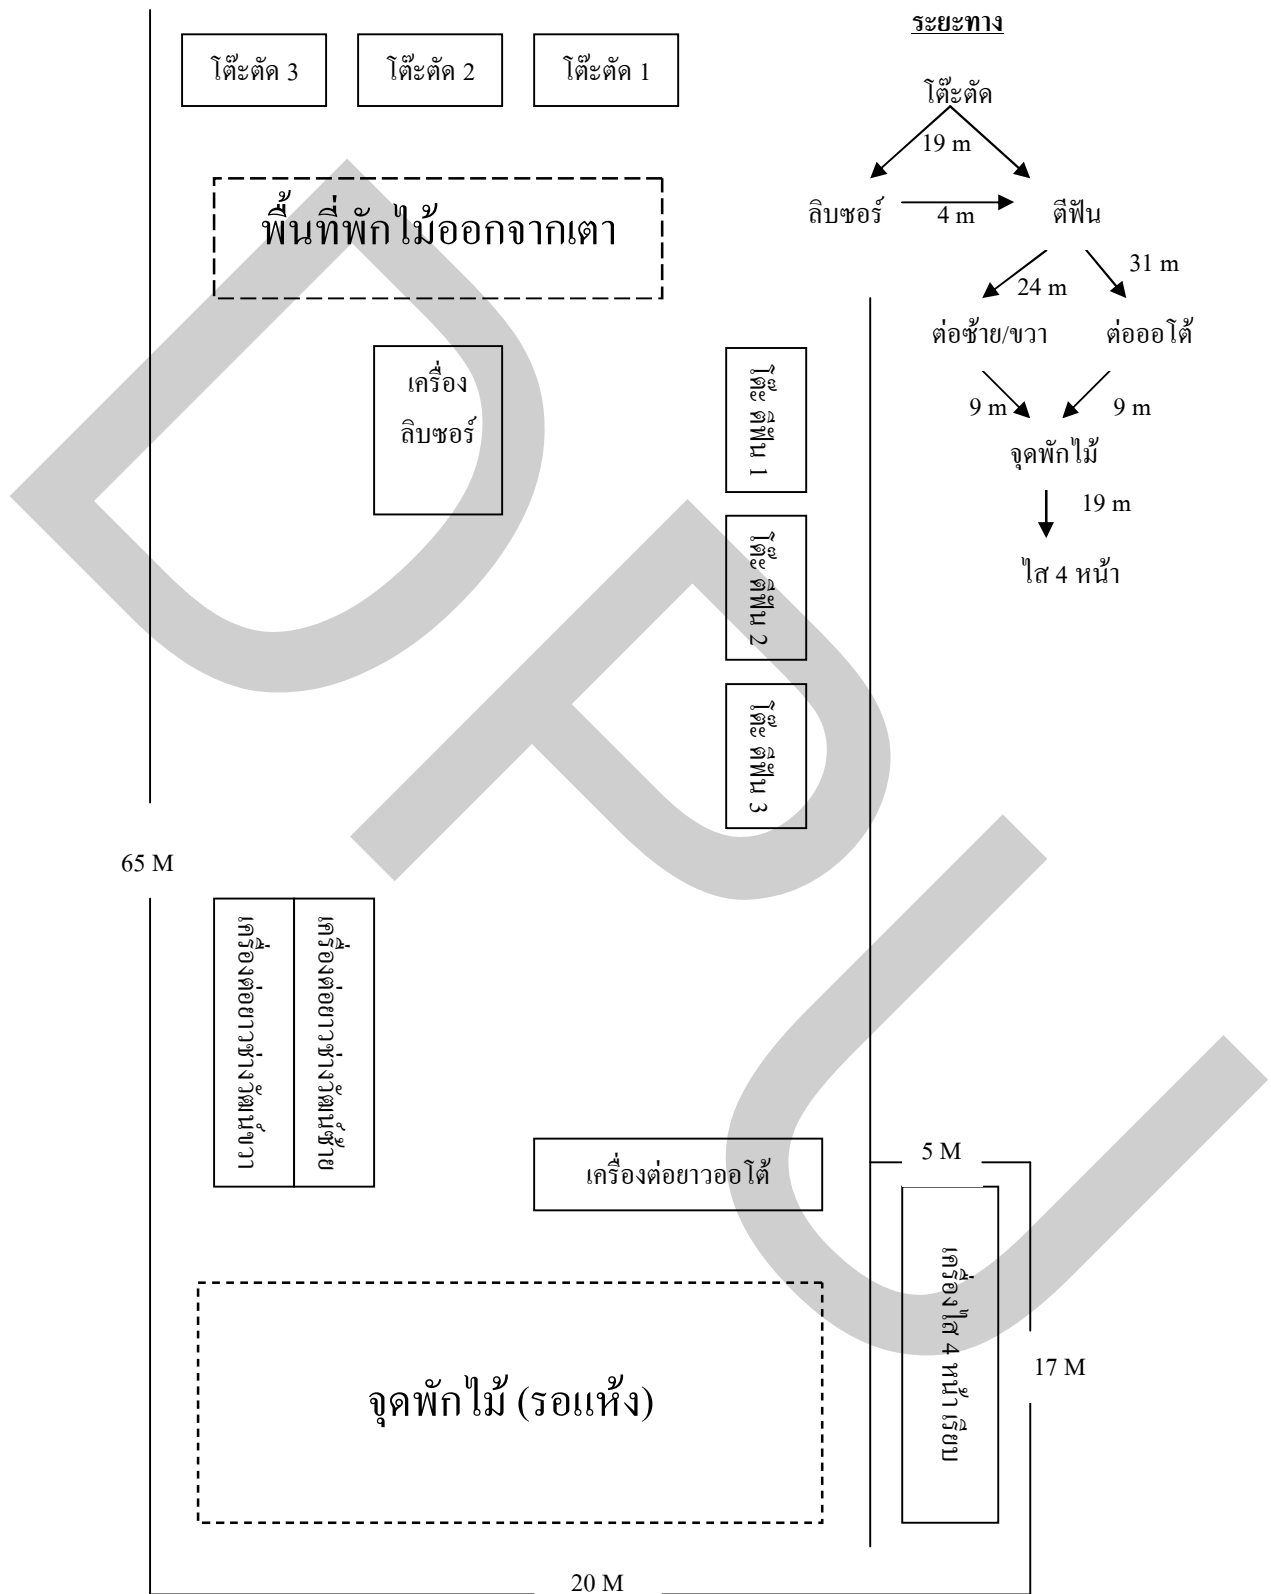 ระยะทาง
โต๊ะตัด 3
โต๊ะตัด 2
โต๊ะตัด 1
โต๊ะตัด
19 m
ลิบซอร์
4 m
ตีฟัน
31 m
24 m
ต่อซ้าย/ขวา
ต่อออโต้
9 m
9 m
จุดพักไม้
19 m
ไส 4 หน้า
พื้นที่พักไม้ออกจากเตา
เครื่อง
ลิบซอร์
โต๊ะ ตีฟัน 1
โต๊ะ ตีฟัน 2
โต๊ะ ตีฟัน 3
65 M
เครื่องต่อยาวช่างวัฒน์ขวา
เครื่องต่อยาวช่างวัฒน์ซ้าย
เครื่องต่อยาวออโต้
5 M
เครื่องไส 4 หน้าเรียบ
17 M
จุดพักไม้ (รอแห้ง)
20 M
DPU